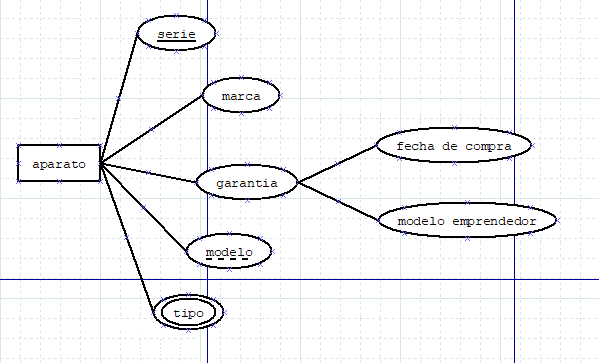 serie
marca
aparato
fecha de compra
garantia
modelo emprendedor
modelo
tipo